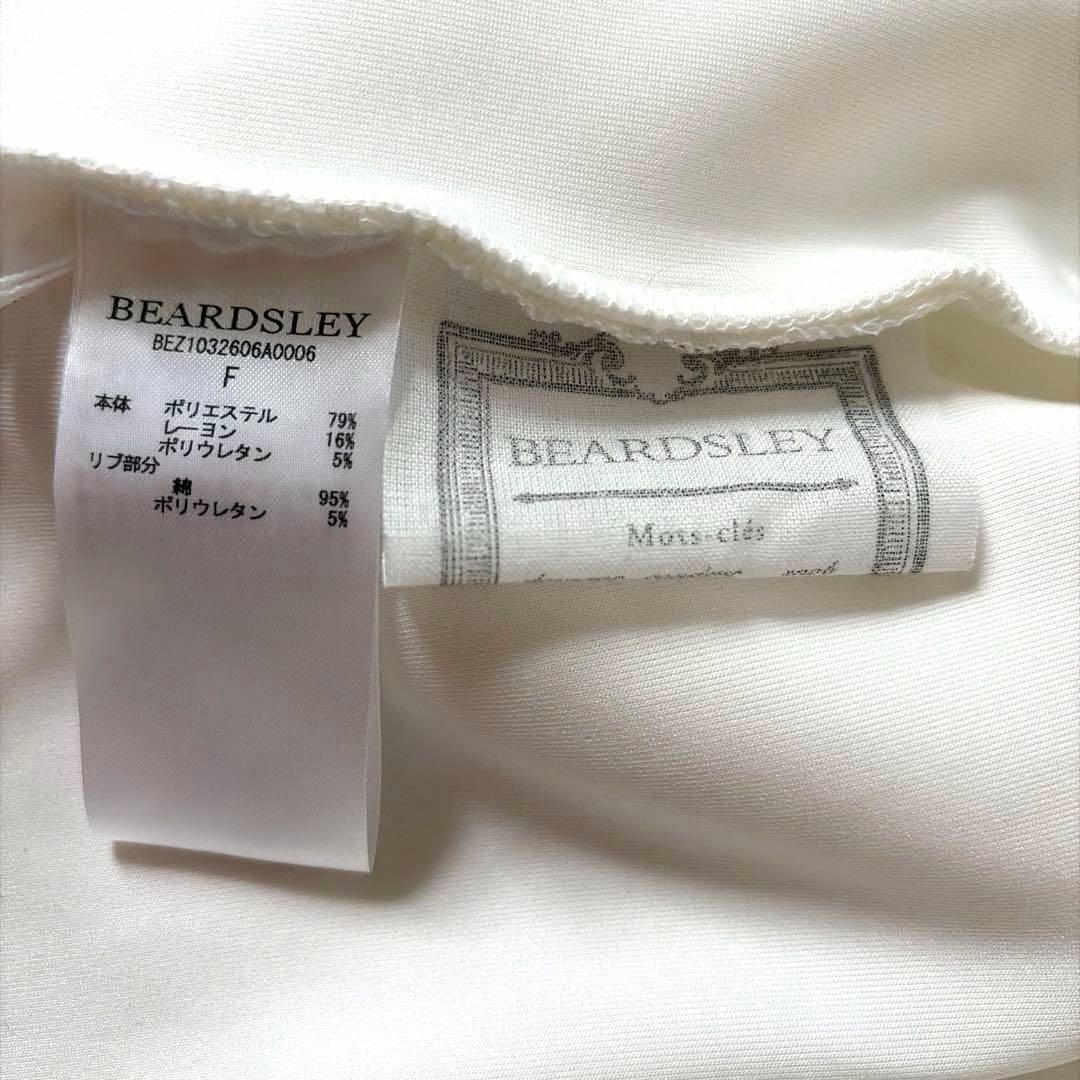 BEARDSLEY
BEZ1032606A0006
F
本体 ポリエステル 79%
レーヨン 16%
ポリウレタン 5%
リブ部分
綿 95%
ポリウレタン 5%
BEARDSLEY
Mots-clés